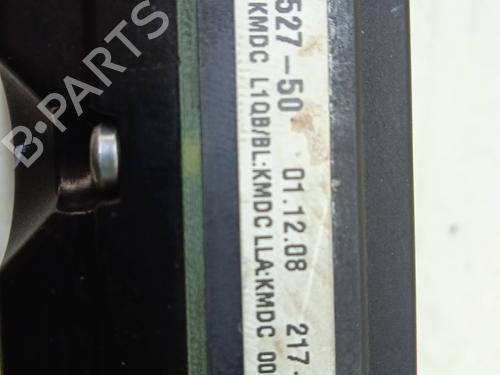 527-50 01.12.08 217-
KMDC L1QB/BL:KMDC LLA:KMDC 00
B-PARTS